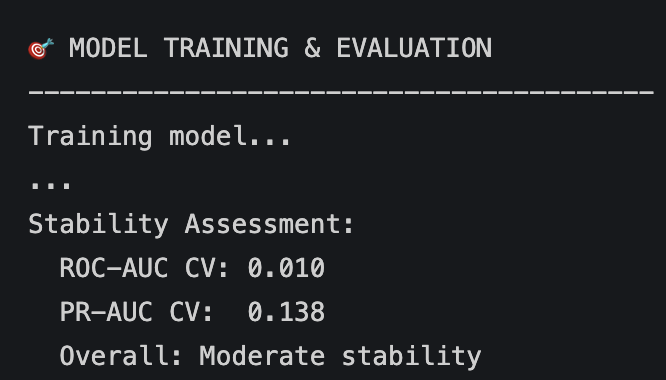 🎯 MODEL TRAINING & EVALUATION
----------------------------------------
Training model...
...
Stability Assessment:
  ROC-AUC CV: 0.010
  PR-AUC CV:  0.138
  Overall: Moderate stability